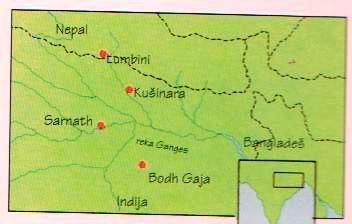 Nepal
Lumbini
Kušinara
Sarnath
reka Ganges
Bangladeš
Bodh Gaja
Indija